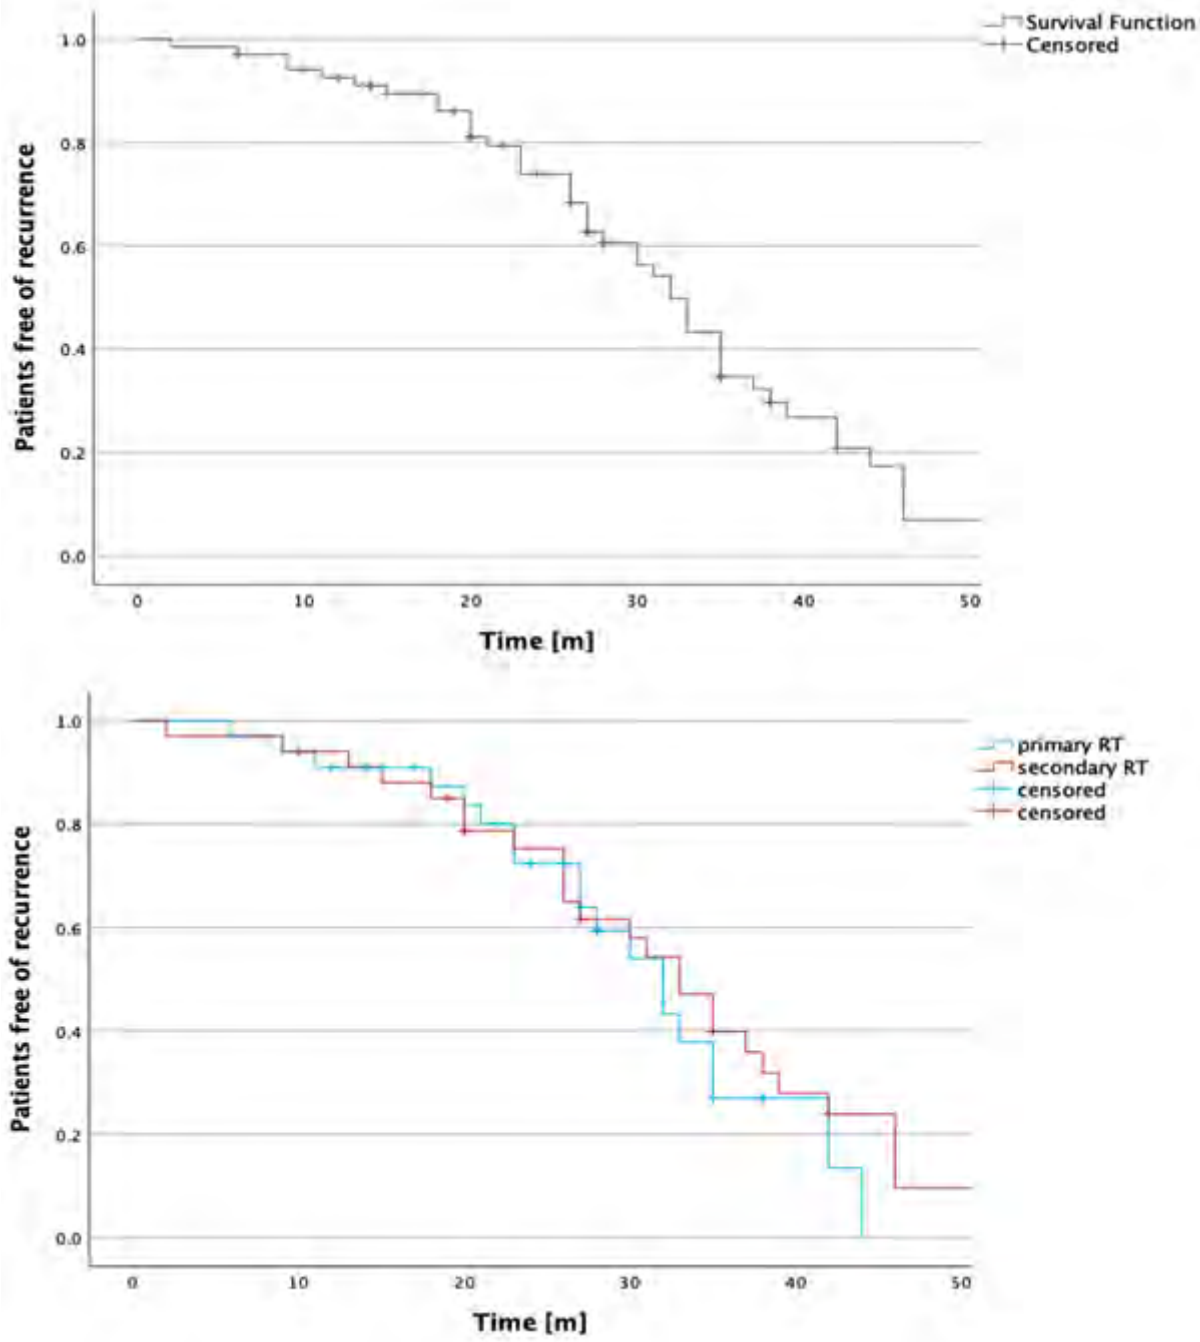 Survival Function
Censored
Patients free of recurrence
1.0
0.8
0.6
0.4
0.2
0.0
0 10 20 30 40 50
Time [m]
primary RT
secondary RT
censored
censored
Patients free of recurrence
1.0
0.8
0.6
0.4
0.2
0.0
0 10 20 30 40 50
Time [m]